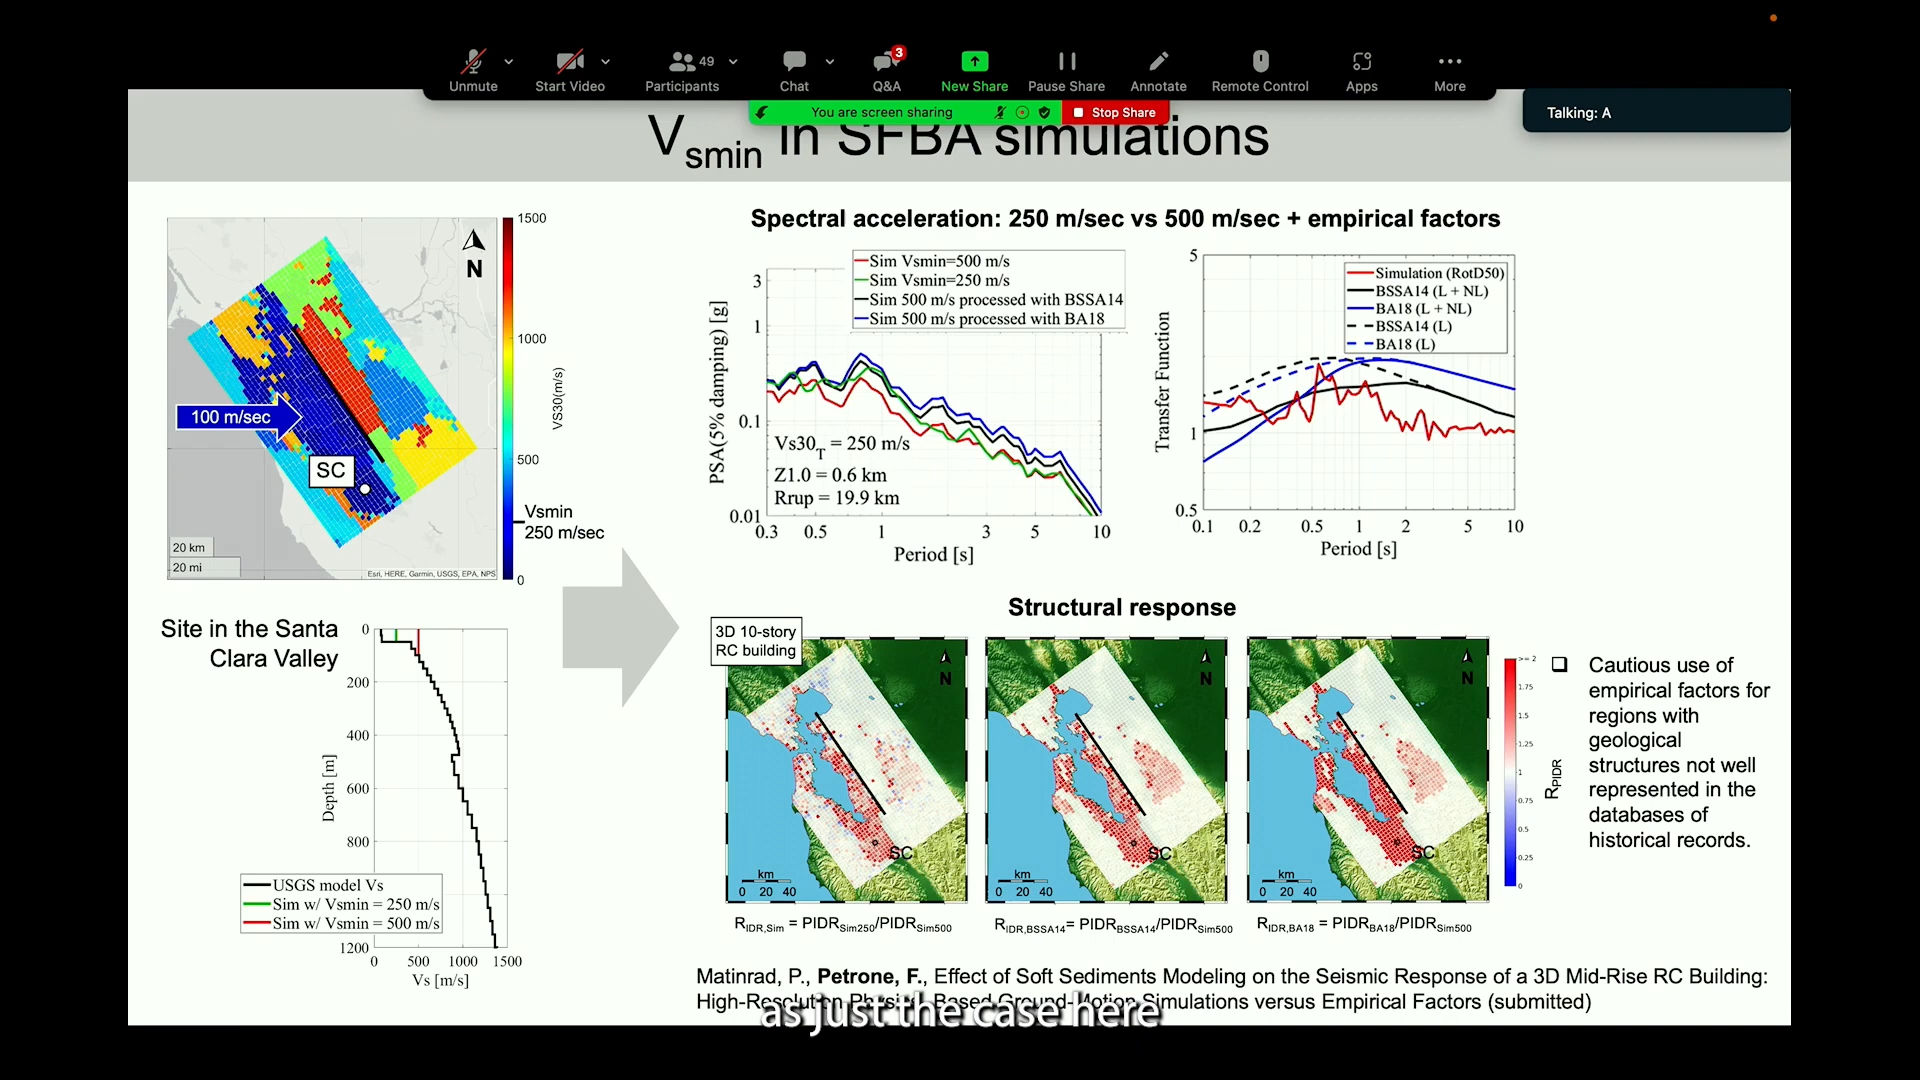 Unmute
Start Video
49
Participants
Chat
3
Q&A
New Share
Pause Share
Annotate
Remote Control
Apps
More
You are screen sharing
Stop Share
Talking: A
Vsmin in SFBA simulations
N
100 m/sec
SC
20 km
20 mi
Esri, HERE, Garmin, USGS, EPA, NPS
1500
1000
500
0
VS30(m/s)
Vsmin
250 m/sec
Site in the Santa
Clara Valley
0
200
400
600
800
1200
Depth [m]
USGS model Vs
Sim w/ Vsmin = 250 m/s
Sim w/ Vsmin = 500 m/s
0 500 1000 1500
Vs [m/s]
Spectral acceleration: 250 m/sec vs 500 m/sec + empirical factors
Sim Vsmin=500 m/s
Sim Vsmin=250 m/s
Sim 500 m/s processed with BSSA14
Sim 500 m/s processed with BA18
PSA(5% damping) [g]
3
1
0.1
0.01
Vs30T = 250 m/s
Z1.0 = 0.6 km
Rrup = 19.9 km
0.3 0.5 1 3 5 10
Period [s]
Simulation (RotD50)
BSSA14 (L + NL)
BA18 (L + NL)
BSSA14 (L)
BA18 (L)
Transfer Function
5
1
0.5
0.1 0.2 0.5 1 2 5 10
Period [s]
Structural response
3D 10-story
RC building
N
SC
km
0 20 40
N
SC
km
0 20 40
N
SC
km
0 20 40
>= 2
1.75
1.5
1.25
1
0.75
0.5
0.25
0
RPIDR
RIDR,Sim = PIDRSim250/PIDRSim500
RIDR,BSSA14= PIDRBSSA14/PIDRSim500
RIDR,BA18 = PIDRBA18/PIDRSim500
Cautious use of
empirical factors for
regions with
geological
structures not well
represented in the
databases of
historical records.
Matinrad, P., Petrone, F., Effect of Soft Sediments Modeling on the Seismic Response of a 3D Mid-Rise RC Building:
High-Resolution Physics-Based Ground-Motion Simulations versus Empirical Factors (submitted)
as just the case here